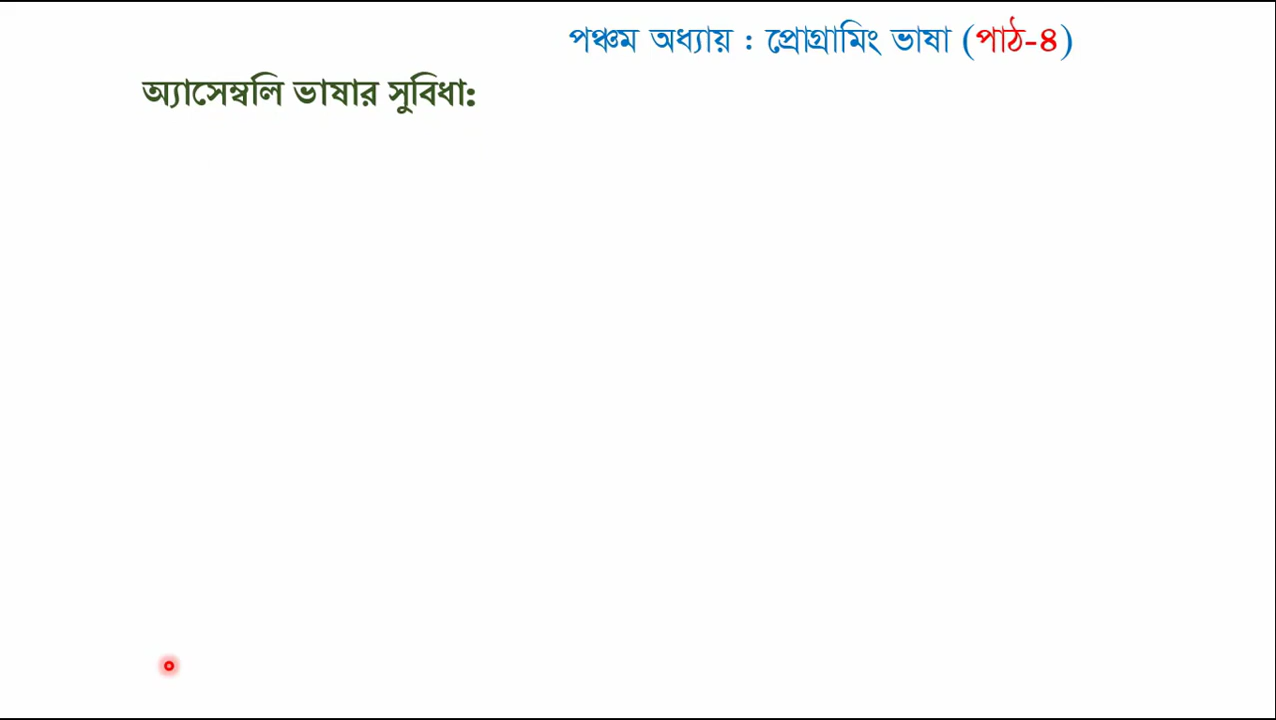 পঞ্চম অধ্যায় : প্রোগ্রামিং ভাষা (পাঠ-৪)
অ্যাসেম্বলি ভাষার সুবিধা: